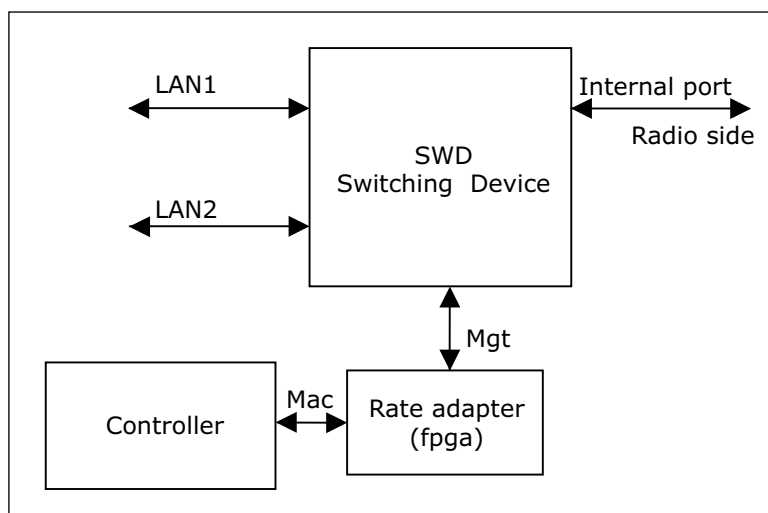 LAN1
Internal port
Radio side
SWD
Switching Device
LAN2
Mgt
Mac
Controller
Rate adapter
(fpga)